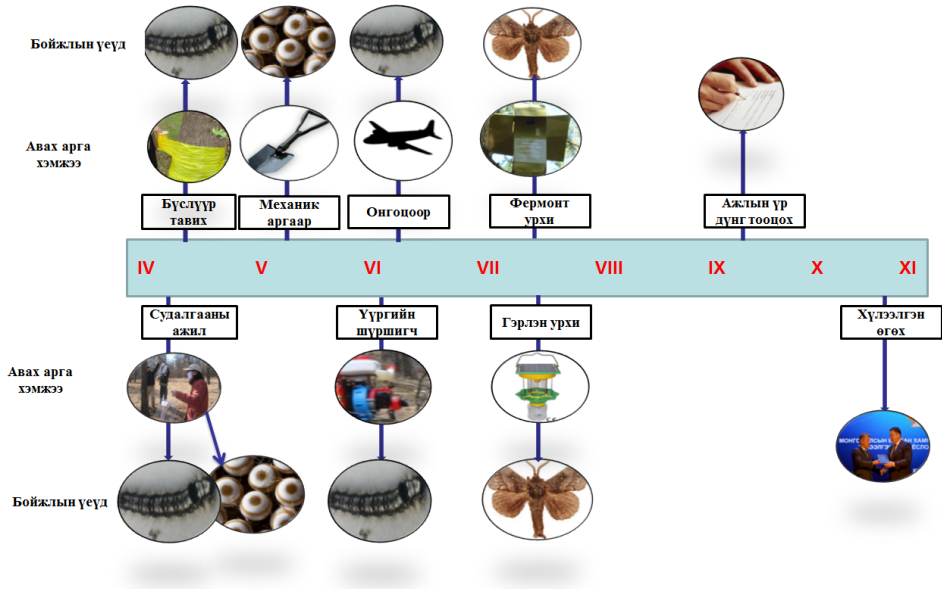 Бойжлын үеүд
Авах арга
хэмжээ
Бүслүүр
тавих
Механик
аргаар
Онгоцоор
Фермонт
урхи
Ажлын үр
дүнг тооцох
IV V VI VII VIII IX X XI
Судалгааны
ажил
Үүргийн
шүршигч
Гэрлэн урхи
Хүлээлгэн
өгөх
Авах арга
хэмжээ
Бойжлын үеүд